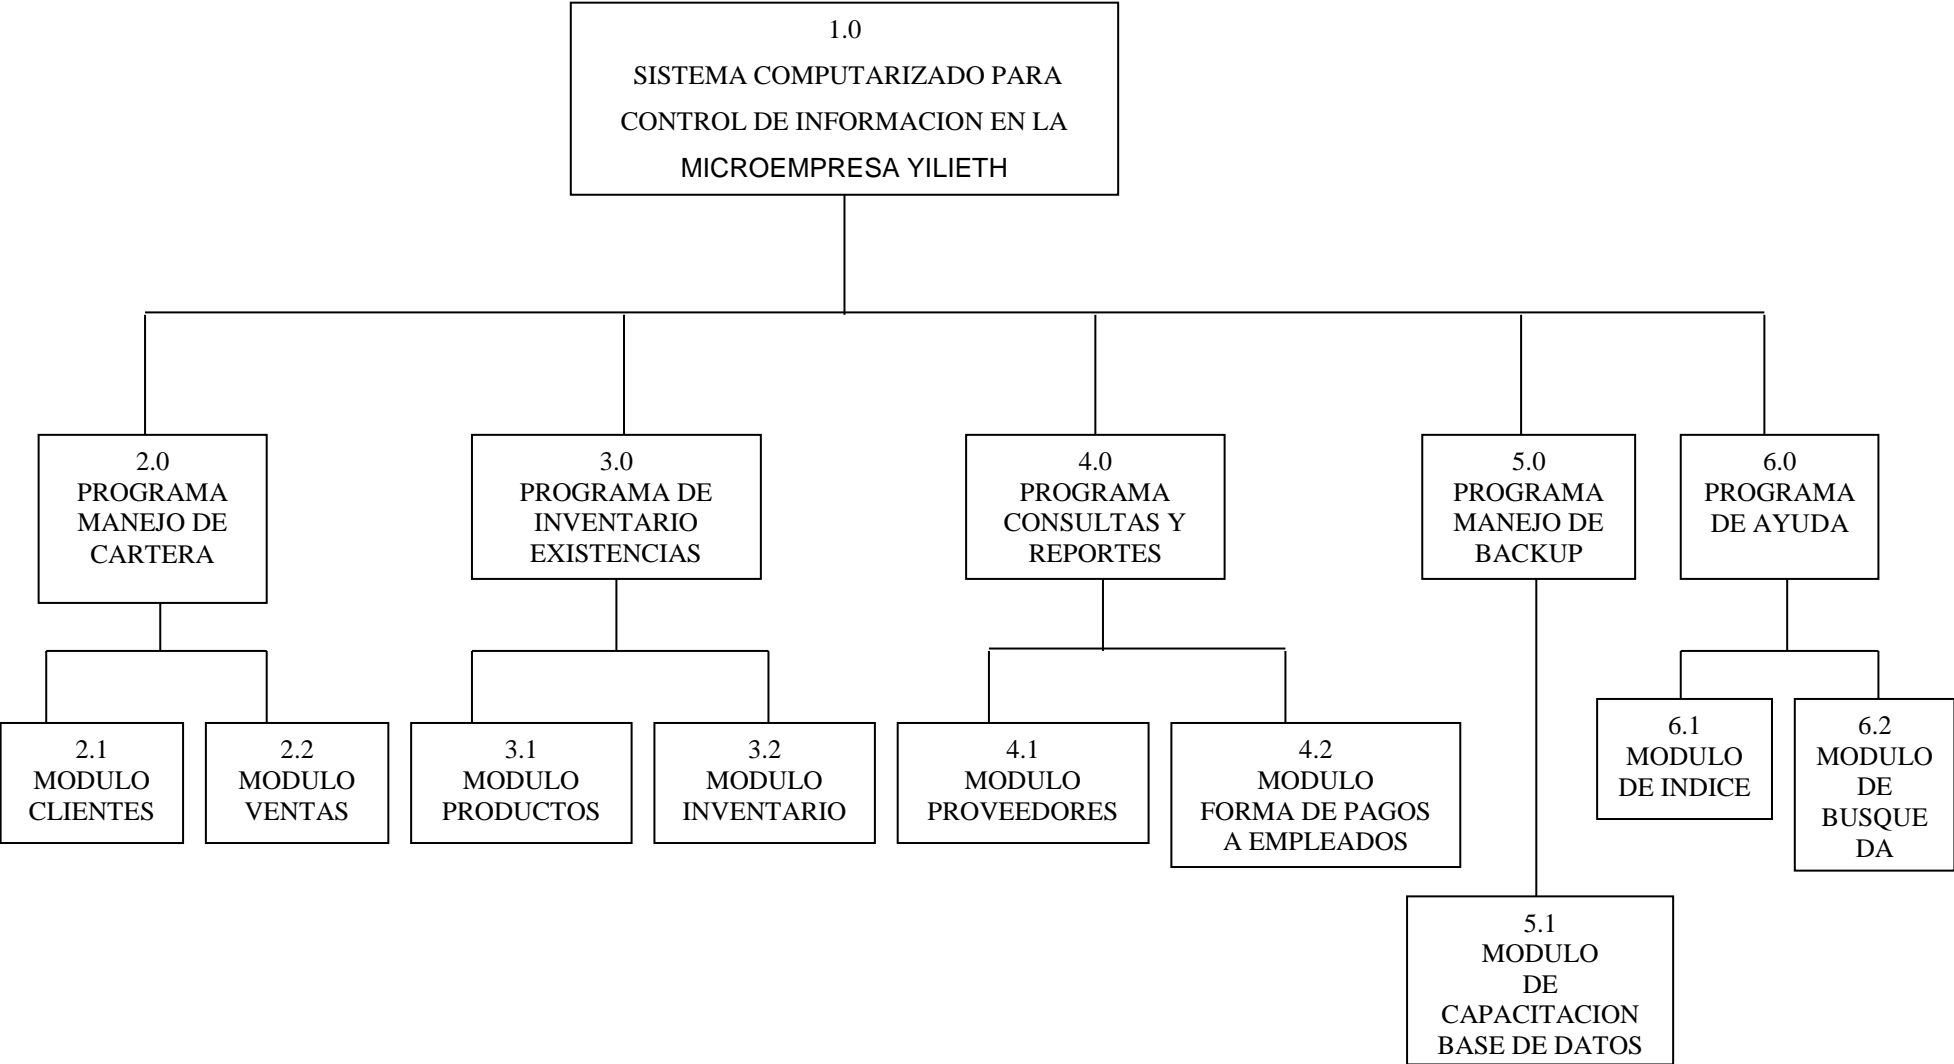 1.0
SISTEMA COMPUTARIZADO PARA
CONTROL DE INFORMACION EN LA
MICROEMPRESA YILIETH
2.0
PROGRAMA
MANEJO DE
CARTERA
3.0
PROGRAMA DE
INVENTARIO
EXISTENCIAS
4.0
PROGRAMA
CONSULTAS Y
REPORTES
5.0
PROGRAMA
MANEJO DE
BACKUP
6.0
PROGRAMA
DE AYUDA
2.1
MODULO
CLIENTES
2.2
MODULO
VENTAS
3.1
MODULO
PRODUCTOS
3.2
MODULO
INVENTARIO
4.1
MODULO
PROVEEDORES
4.2
MODULO
FORMA DE PAGOS
A EMPLEADOS
6.1
MODULO
DE INDICE
6.2
MODULO
DE
BUSQUE
DA
5.1
MODULO
DE
CAPACITACION
BASE DE DATOS